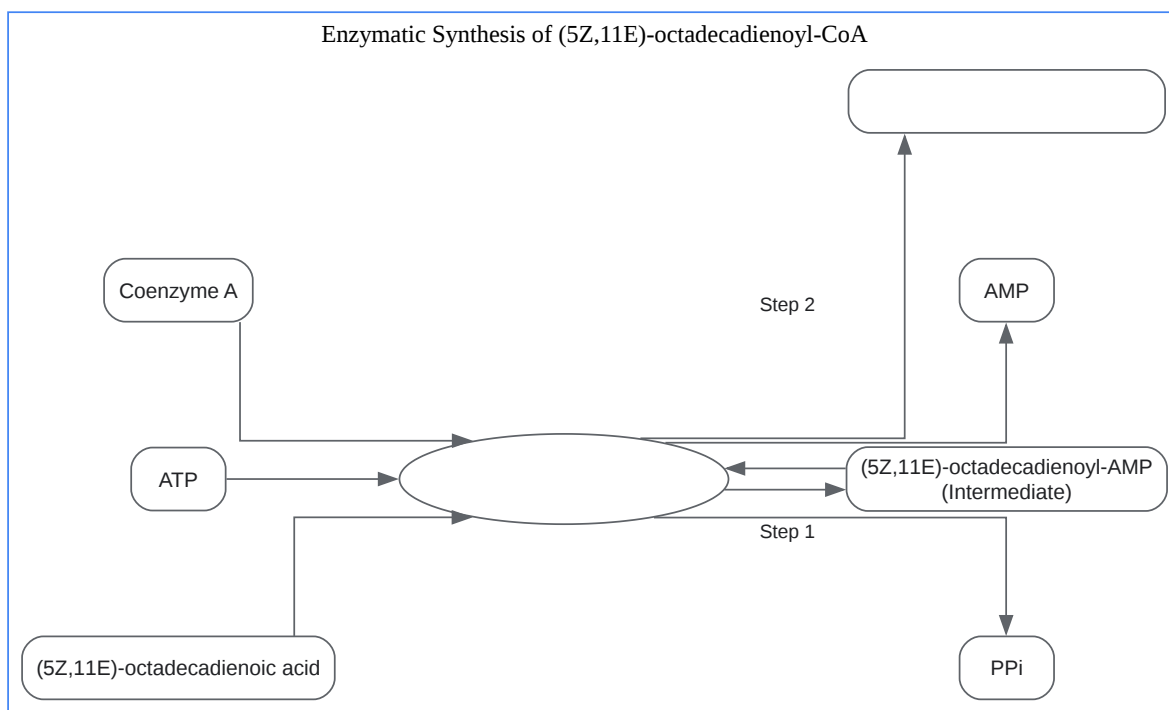 Enzymatic Synthesis of (5Z,11E)-octadecadienoyl-CoA
Coenzyme A
Step 2
AMP
ATP
(5Z,11E)-octadecadienoyl-AMP
(Intermediate)
Step 1
(5Z,11E)-octadecadienoic acid
PPi